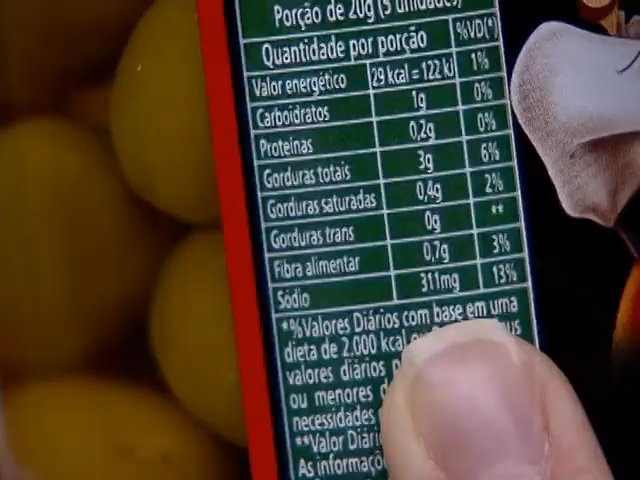 Porção de 20g (5 unidades)
Quantidade por porção %VD(*)
Valor energético 29 kcal = 122 kJ 1%
Carboidratos 1g 0%
Proteínas 0,2g 0%
Gorduras totais 3g 6%
Gorduras saturadas 0,4g 2%
Gorduras trans 0g **
Fibra alimentar 0,7g 3%
Sódio 311mg 13%
*%Valores Diários com base em uma
dieta de 2.000 kcal
valores diários
ou menores
necessidades
**Valor Diári
As informaçõ